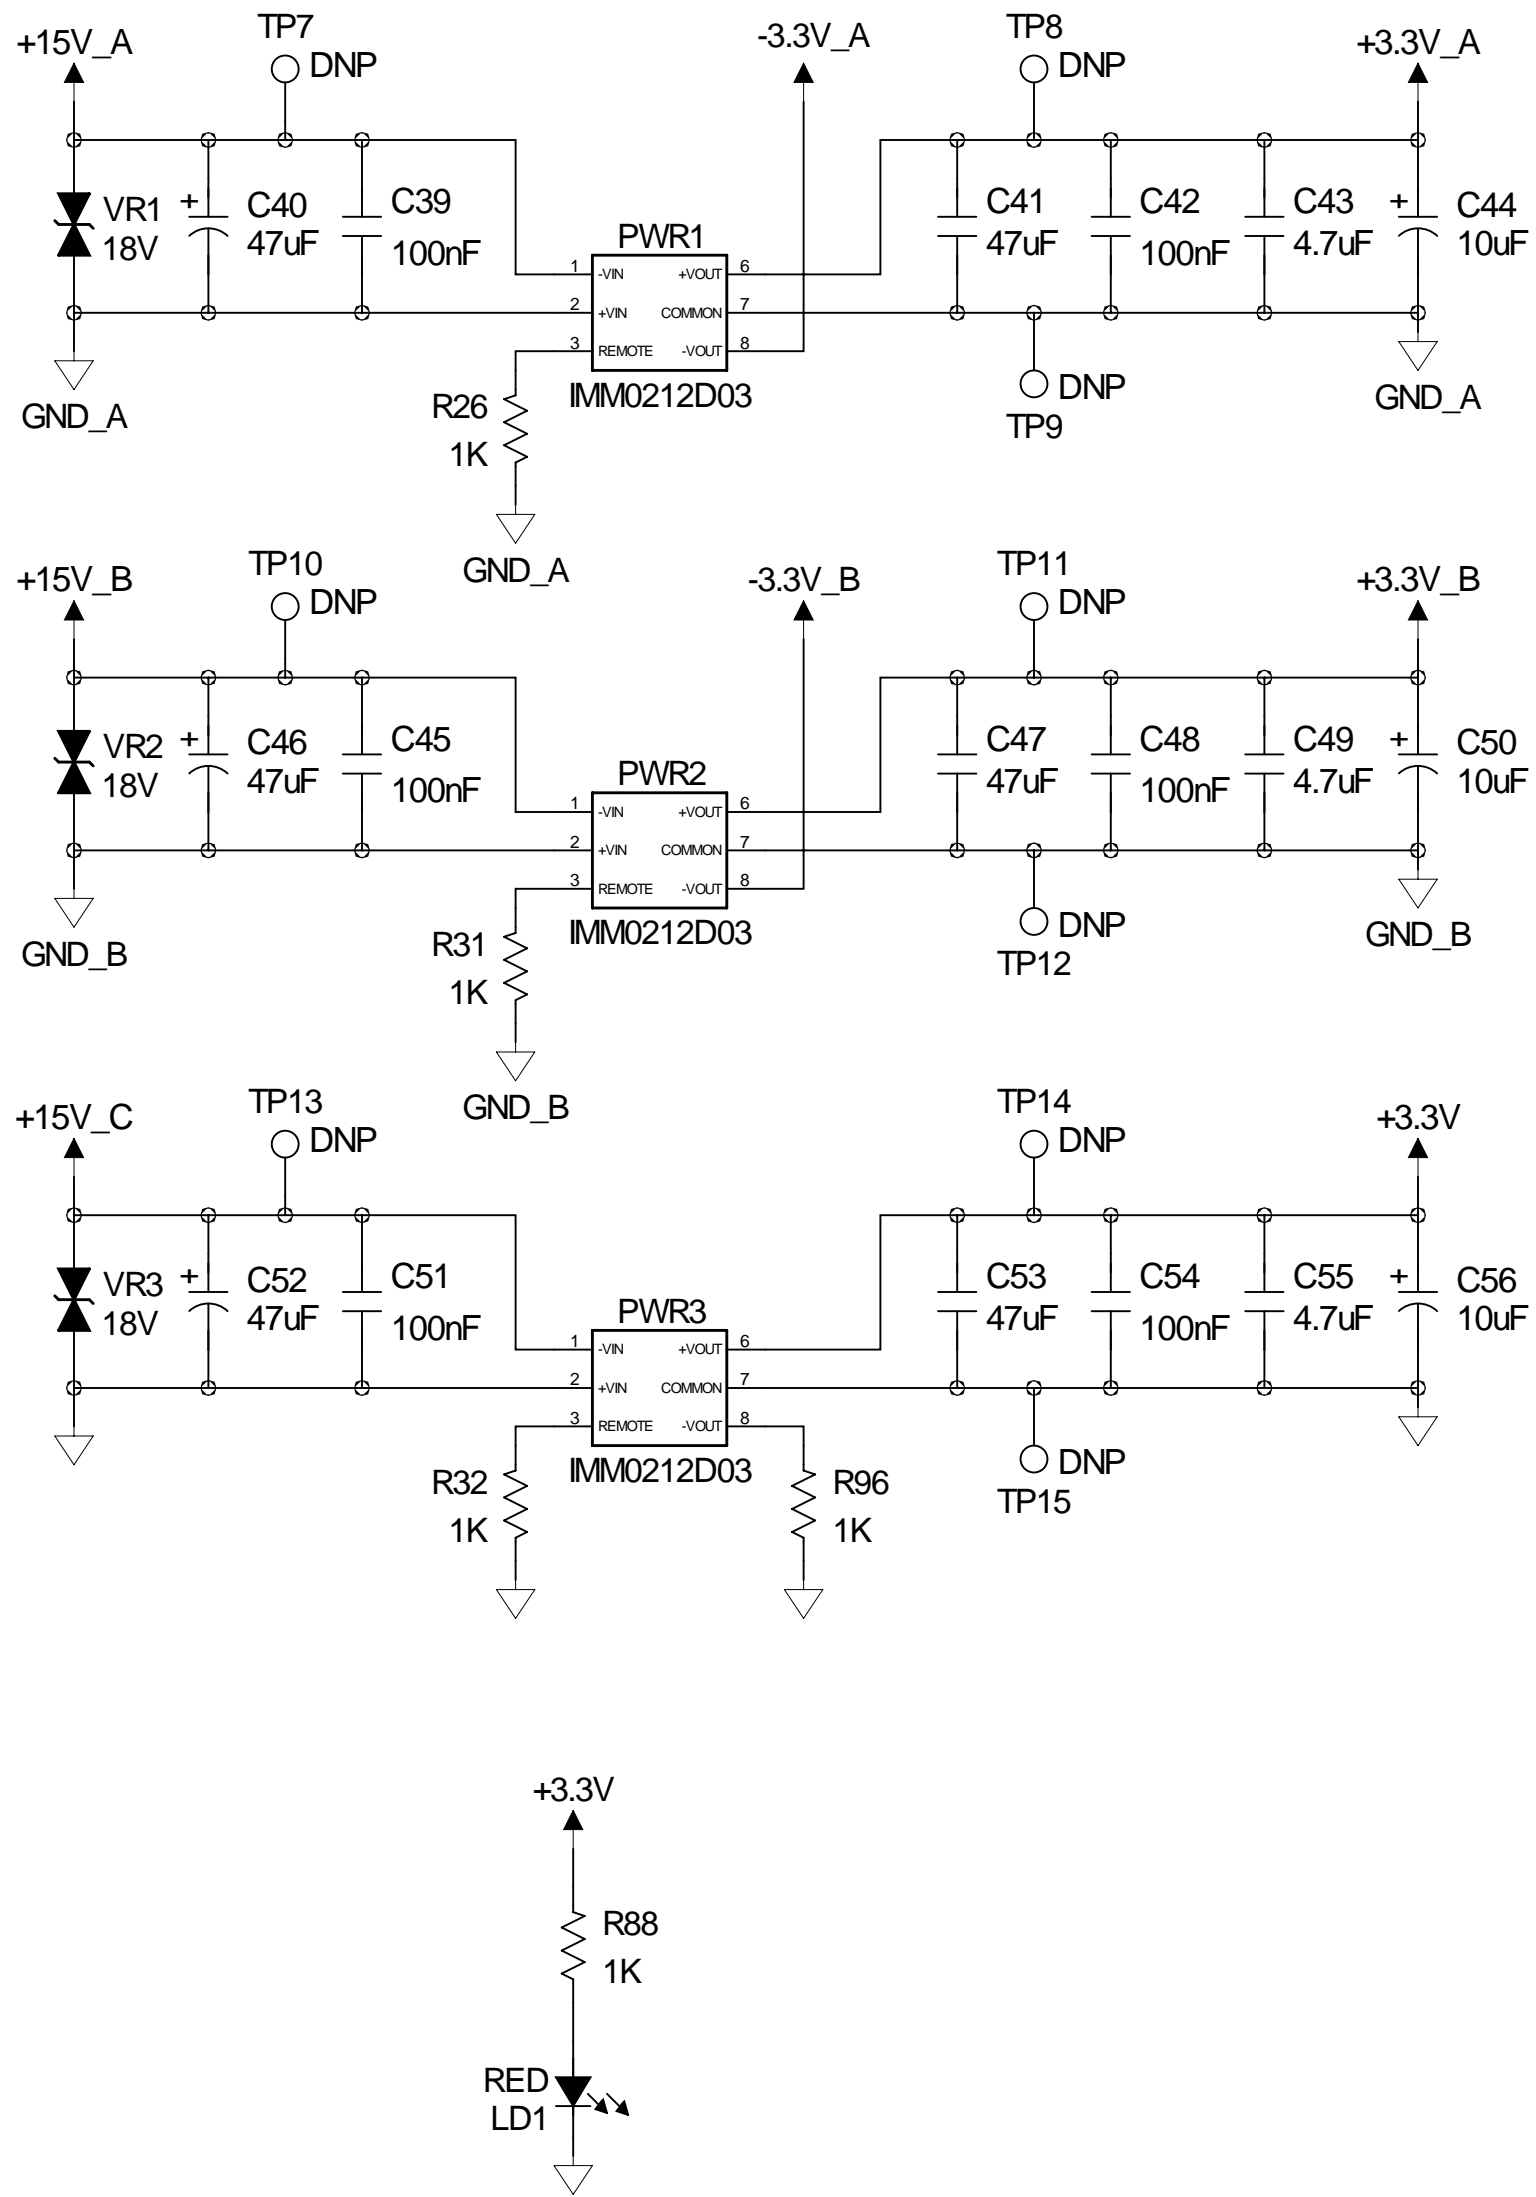 +15V_A
TP7
DNP
-3.3V_A
TP8
DNP
+3.3V_A
VR1
18V
+
C40
47uF
C39
100nF
PWR1
1 -VIN +VOUT 6
2 +VIN COMMON 7
3 REMOTE -VOUT 8
IMM0212D03
C41
47uF
C42
100nF
C43
4.7uF
+
C44
10uF
GND_A
R26
1K
GND_A
DNP
TP9
GND_A
+15V_B
TP10
DNP
-3.3V_B
TP11
DNP
+3.3V_B
VR2
18V
+
C46
47uF
C45
100nF
PWR2
1 -VIN +VOUT 6
2 +VIN COMMON 7
3 REMOTE -VOUT 8
IMM0212D03
C47
47uF
C48
100nF
C49
4.7uF
+
C50
10uF
GND_B
R31
1K
GND_B
DNP
TP12
GND_B
+15V_C
TP13
DNP
TP14
DNP
+3.3V
VR3
18V
+
C52
47uF
C51
100nF
PWR3
1 -VIN +VOUT 6
2 +VIN COMMON 7
3 REMOTE -VOUT 8
IMM0212D03
C53
47uF
C54
100nF
C55
4.7uF
+
C56
10uF
R32
1K
R96
1K
DNP
TP15
+3.3V
R88
1K
RED
LD1